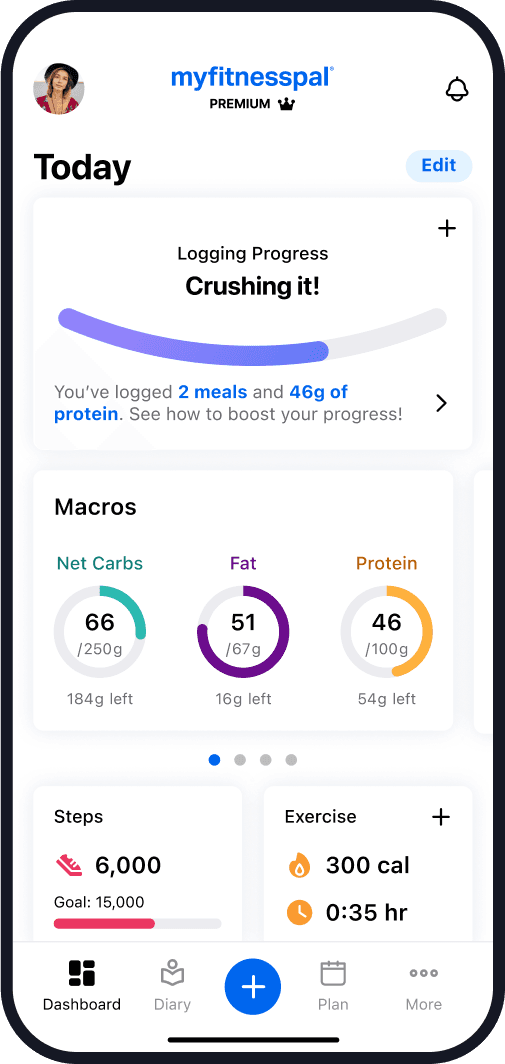 myfitnesspal®
PREMIUM
Today
Edit
Logging Progress
Crushing it!
You’ve logged 2 meals and 46g of
protein. See how to boost your progress!
Macros
Net Carbs
Fat
Protein
66
/250g
51
/67g
46
/100g
184g left
16g left
54g left
Steps
6,000
Goal: 15,000
Exercise
300 cal
0:35 hr
Dashboard
Diary
Plan
More